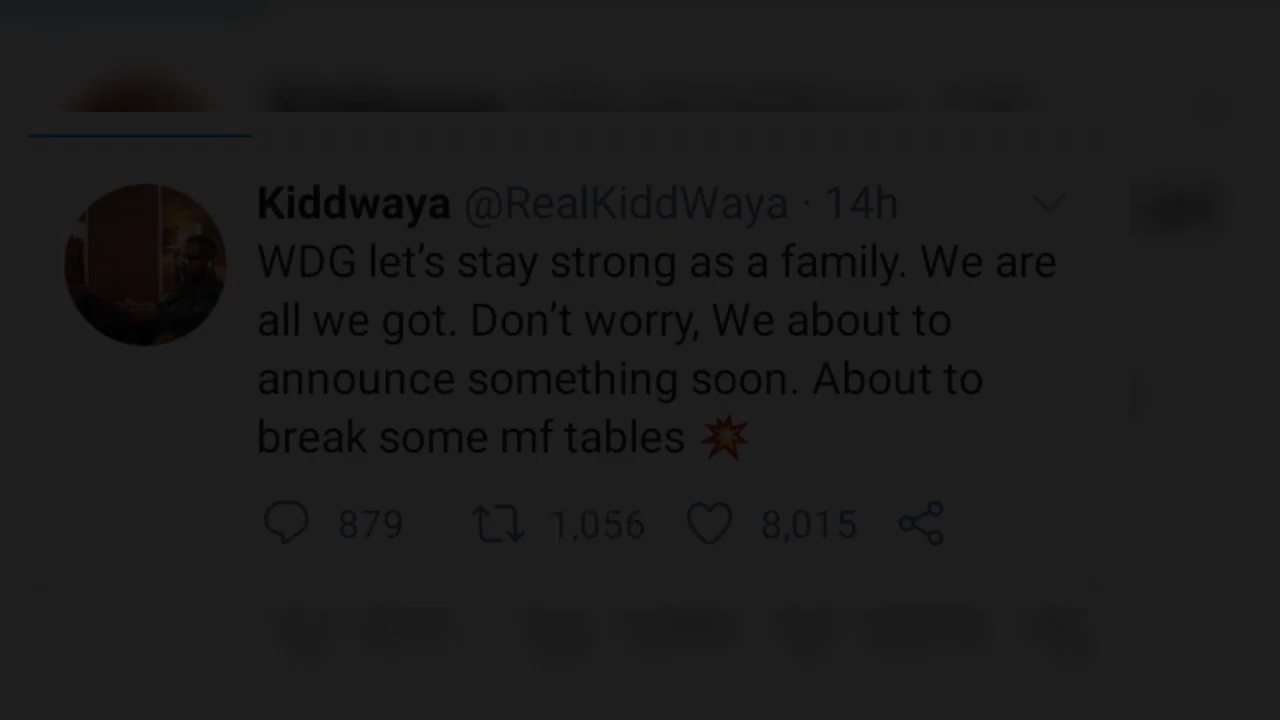 Kiddwaya @RealKiddWaya · 14h
WDG let’s stay strong as a family. We are
all we got. Don’t worry, We about to
announce something soon. About to
break some mf tables 💥
879 1,056 8,015